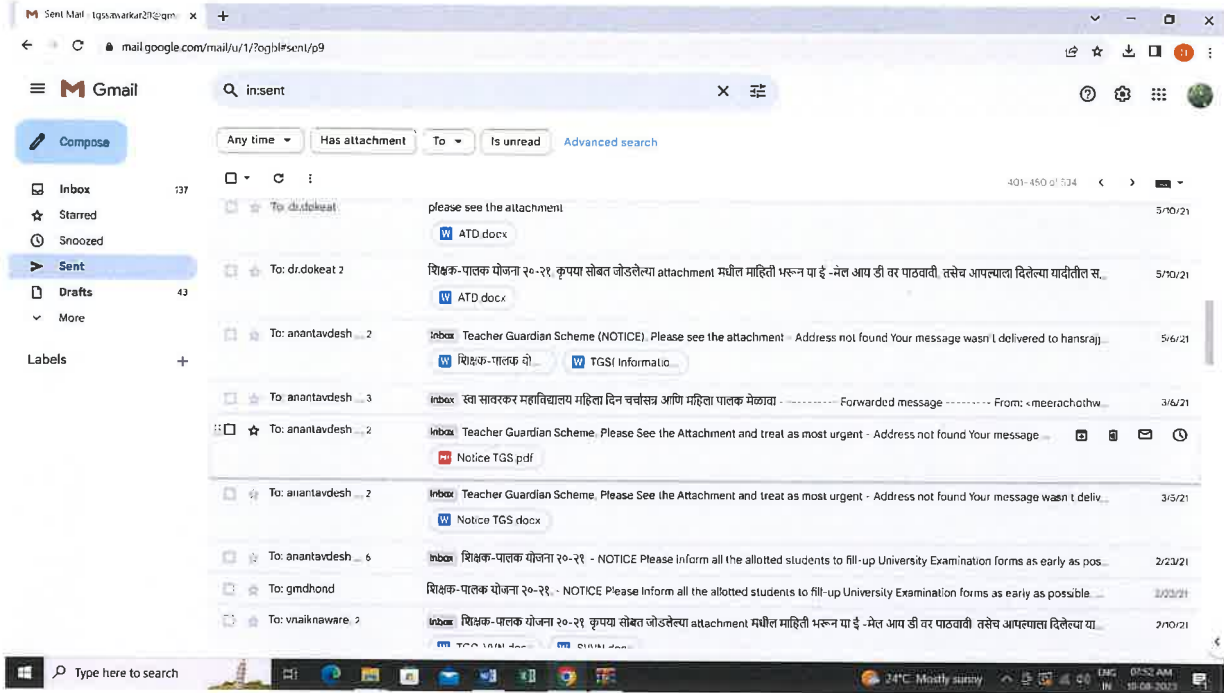 Sent Mail - tgssawarkar20@gm
mail.google.com/mail/u/1/?ogbl#sent/p9
Gmail
in:sent
Compose
Any time
Has attachment
To
Is unread
Advanced search
Inbox 137
401-450 of 504
Starred
Snoozed
Sent
Drafts 43
More
Labels
To: dr.dokeat please see the attachment 5/10/21
ATD.docx
To: dr.dokeat 2 शिक्षक-पालक योजना २०-२१, कृपया सोबत जोडलेल्या attachment मधील माहिती भरून या ई -मेल आय डी वर पाठवावी, तसेच आपल्याला दिलेल्या यादीतील स... 5/10/21
ATD.docx
To: anantavdesh ... 2 Inbox Teacher Guardian Scheme (NOTICE), Please see the attachment - Address not found Your message wasn't delivered to hansrajj... 5/6/21
शिक्षक-पालक यो... TGS( Informatio...
To: anantavdesh ... 3 Inbox स्वा सावरकर महाविद्यालय महिला दिन चर्चासत्र आणि महिला पालक मेळावा - ---------- Forwarded message --------- From: <meerachothw... 3/6/21
To: anantavdesh ... 2 Inbox Teacher Guardian Scheme, Please See the Attachment and treat as most urgent - Address not found Your message ...
Notice TGS.pdf
To: anantavdesh ... 2 Inbox Teacher Guardian Scheme, Please See the Attachment and treat as most urgent - Address not found Your message wasn't deliv... 3/5/21
Notice TGS.docx
To: anantavdesh ... 6 Inbox शिक्षक-पालक योजना २०-२१ - NOTICE Please inform all the allotted students to fill-up University Examination forms as early as pos... 2/23/21
To: gmdhond शिक्षक-पालक योजना २०-२१, - NOTICE Please Inform all the allotted students to fill-up University Examination forms as early as possible. ... 2/23/21
To: vnaiknaware. 2 Inbox शिक्षक-पालक योजना २०-२१ कृपया सोबत जोडलेल्या attachment मधील माहिती भरून या ई -मेल आय डी वर पाठवावी तसेच आपल्याला दिलेल्या या... 2/10/21
Type here to search
24°C Mostly sunny
ENG 07:52 AM
IN 10-08-2023